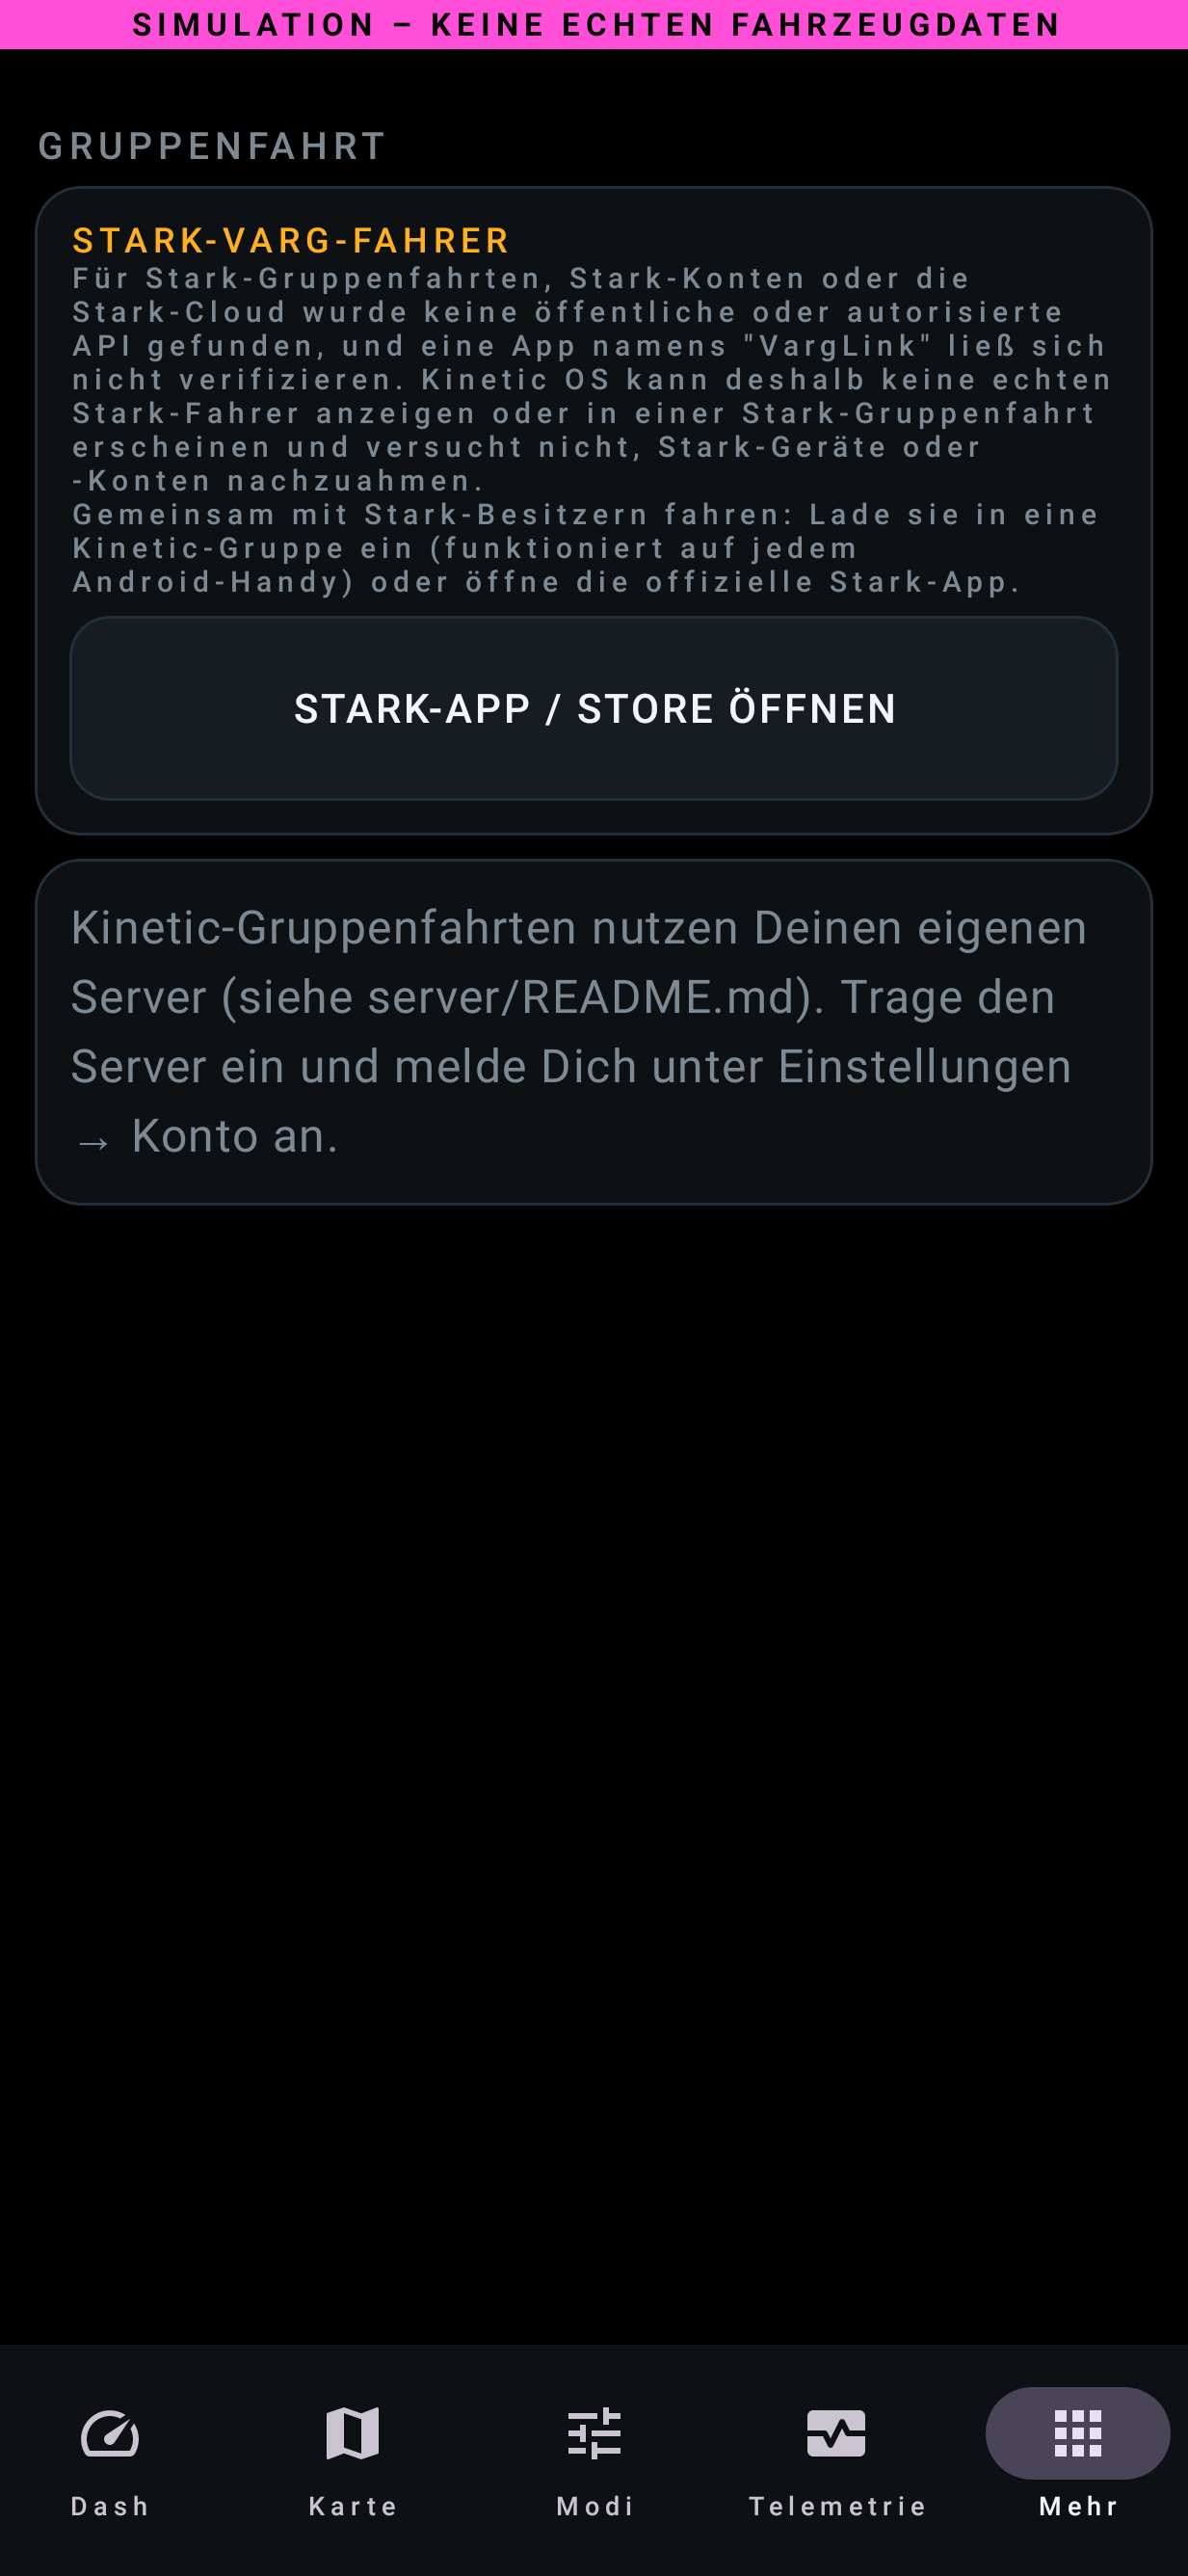 SIMULATION – KEINE ECHTEN FAHRZEUGDATEN
GRUPPENFAHRT
STARK-VARG-FAHRER
Für Stark-Gruppenfahrten, Stark-Konten oder die
Stark-Cloud wurde keine öffentliche oder autorisierte
API gefunden, und eine App namens "VargLink" ließ sich
nicht verifizieren. Kinetic OS kann deshalb keine echten
Stark-Fahrer anzeigen oder in einer Stark-Gruppenfahrt
erscheinen und versucht nicht, Stark-Geräte oder
-Konten nachzuahmen.
Gemeinsam mit Stark-Besitzern fahren: Lade sie in eine
Kinetic-Gruppe ein (funktioniert auf jedem
Android-Handy) oder öffne die offizielle Stark-App.
STARK-APP / STORE ÖFFNEN
Kinetic-Gruppenfahrten nutzen Deinen eigenen
Server (siehe server/README.md). Trage den
Server ein und melde Dich unter Einstellungen
→ Konto an.
Dash
Karte
Modi
Telemetrie
Mehr